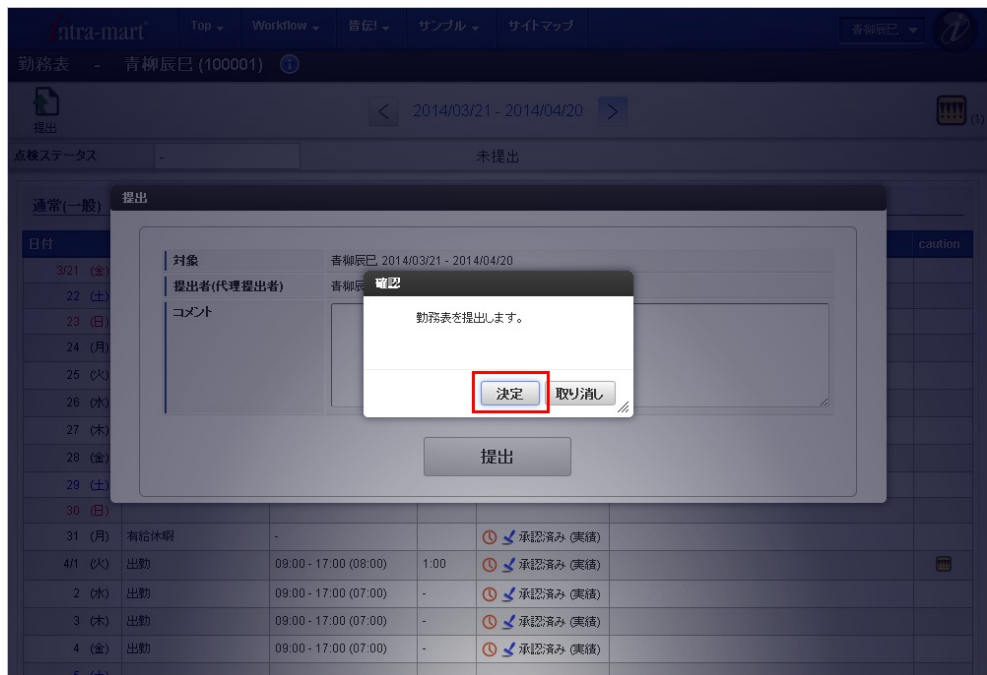 intra-mart Top Workflow 皆伝! サンプル サイトマップ 青柳辰巳
勤務表 - 青柳辰巳 (100001)
提出
2014/03/21 - 2014/04/20
(1)
点検ステータス - 未提出
通常(一般)
提出
日付 caution
対象 青柳辰巳, 2014/03/21 - 2014/04/20
提出者(代理提出者) 青柳辰
コメント
確認
勤務表を提出します。
決定 取り消し
提出
3/21 (金)
22 (土)
23 (日)
24 (月)
25 (火)
26 (水)
27 (木)
28 (金)
29 (土)
30 (日)
31 (月) 有給休暇 - 承認済み (実績)
4/1 (火) 出勤 09:00 - 17:00 (08:00) 1:00 承認済み (実績)
2 (水) 出勤 09:00 - 17:00 (07:00) - 承認済み (実績)
3 (木) 出勤 09:00 - 17:00 (07:00) - 承認済み (実績)
4 (金) 出勤 09:00 - 17:00 (07:00) - 承認済み (実績)
5 (土)